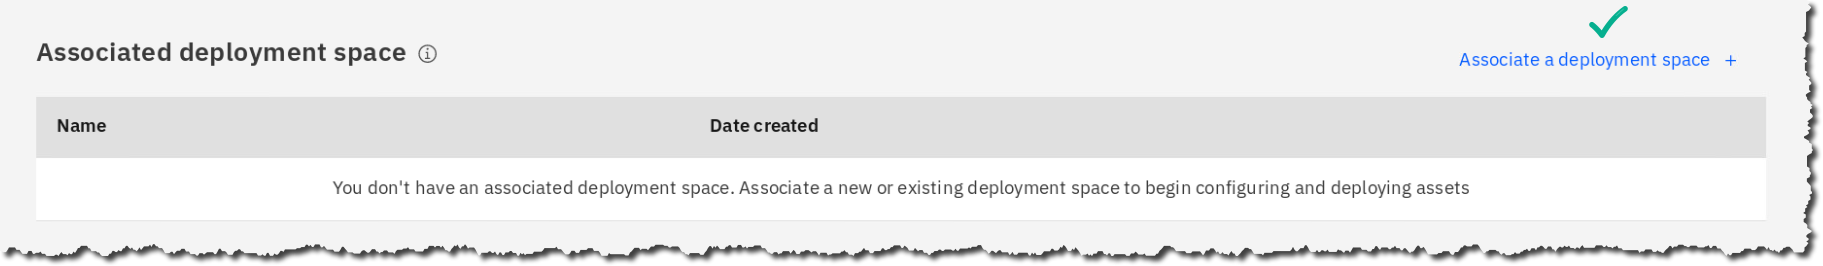 Associated deployment space
Associate a deployment space +
Name Date created
You don't have an associated deployment space. Associate a new or existing deployment space to begin configuring and deploying assets